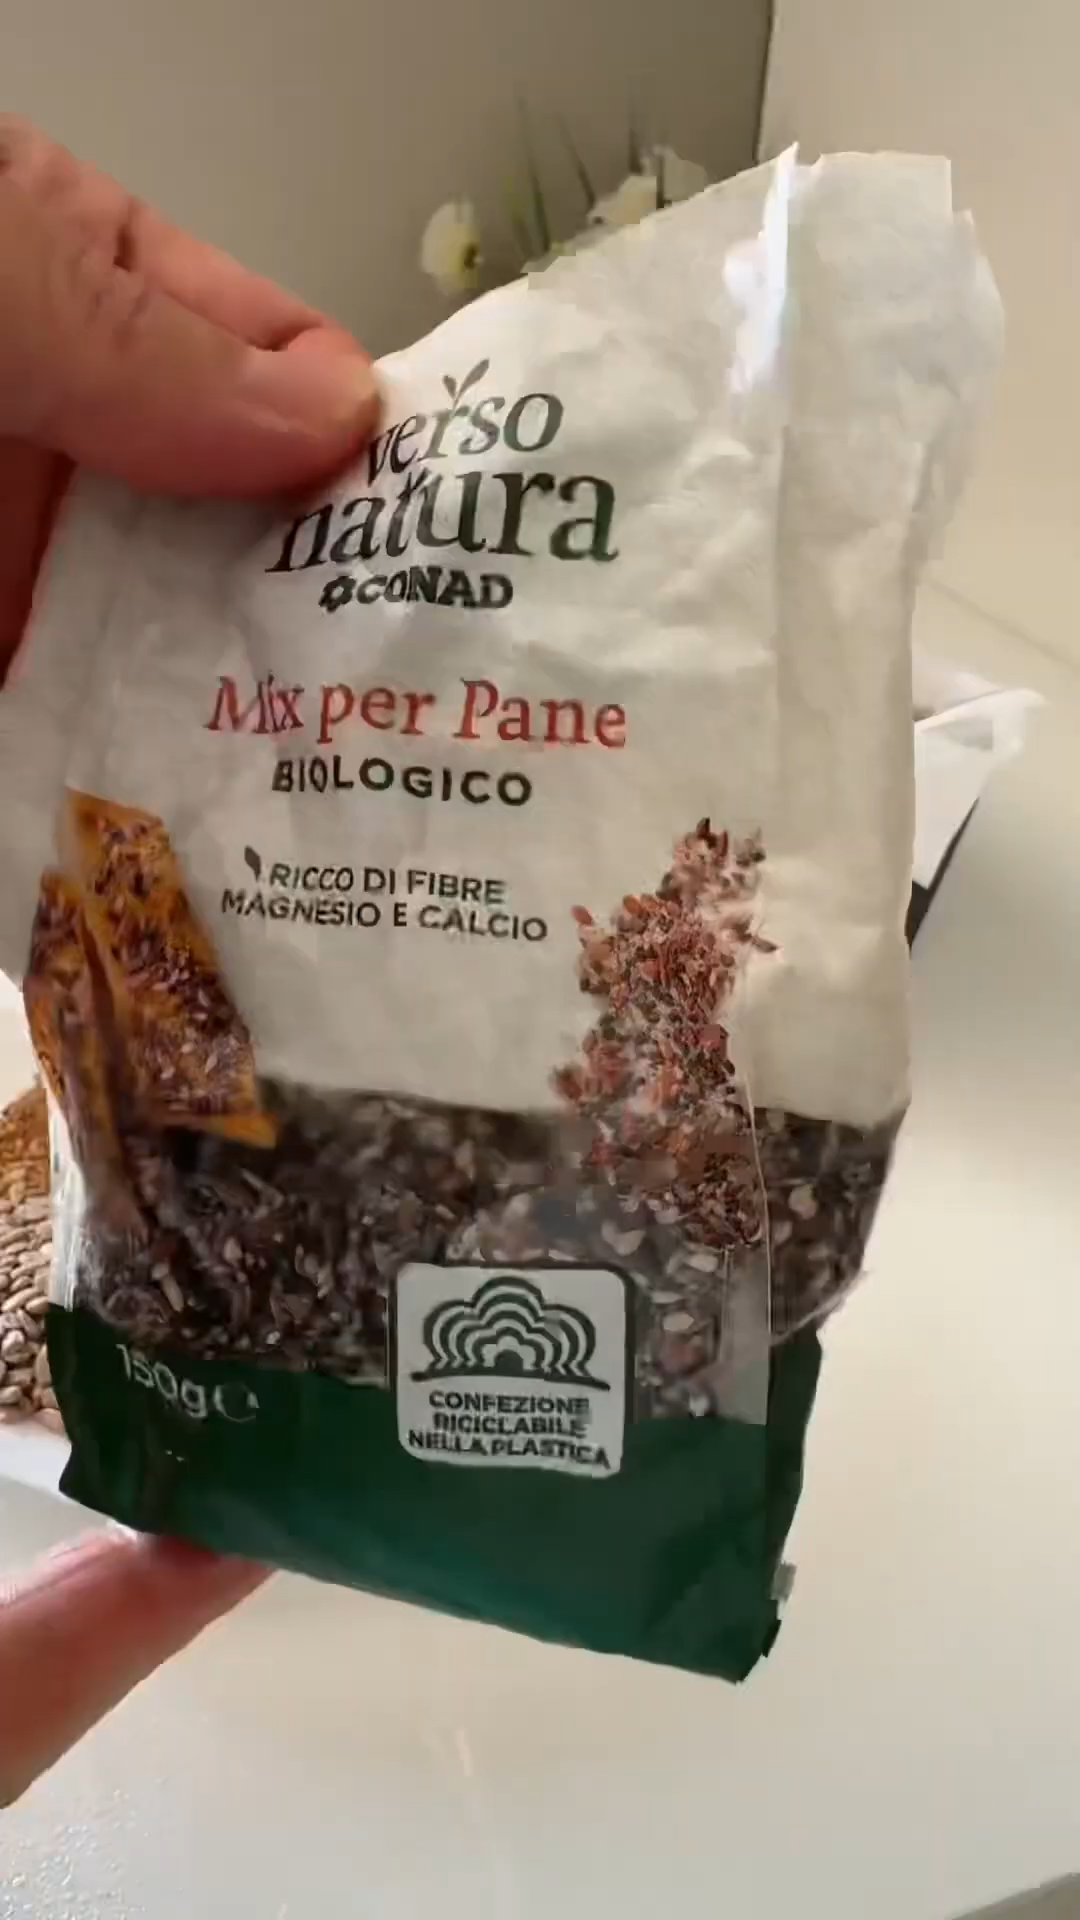 verso
natura
CONAD
Mix per Pane
BIOLOGICO
RICCO DI FIBRE
MAGNESIO E CALCIO
150g e
CONFEZIONE
RICICLABILE
NELLA PLASTICA